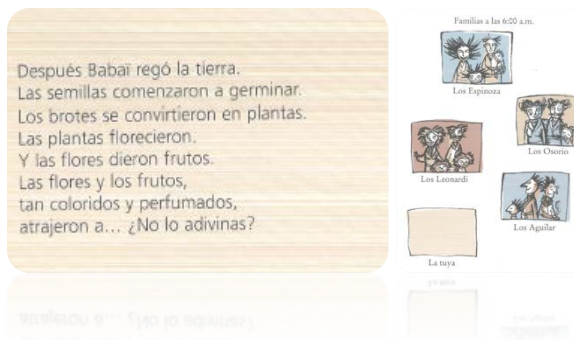 Después Babaï regó la tierra.
Las semillas comenzaron a germinar.
Los brotes se convirtieron en plantas.
Las plantas florecieron.
Y las flores dieron frutos.
Las flores y los frutos,
tan coloridos y perfumados,
atrajeron a... ¿No lo adivinas?
Familias a las 6:00 a.m.
Los Espinoza
Los Osorio
Los Leonardi
Los Aguilar
La tuya